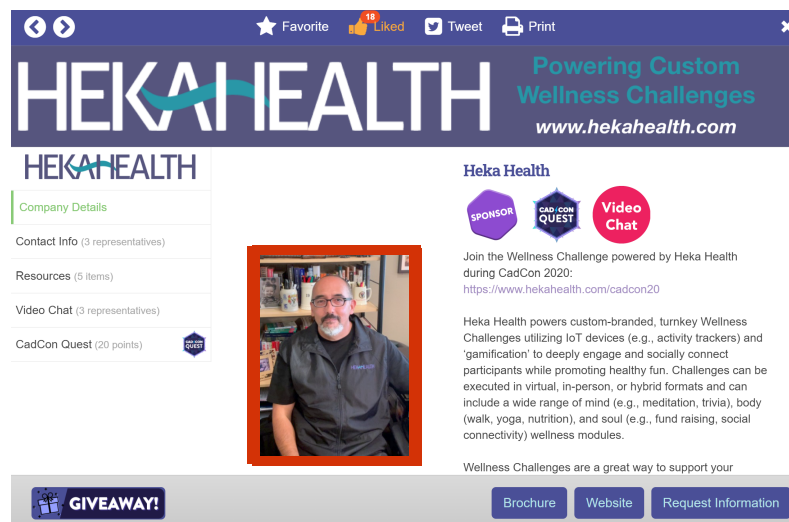 18
Favorite
Liked
Tweet
Print
HEKAHEALTH
Powering Custom
Wellness Challenges
www.hekahealth.com
HEKAHEALTH
Company Details
Contact Info (3 representatives)
Resources (5 items)
Video Chat (3 representatives)
CadCon Quest (20 points)
CAD CON
QUEST
HEKAHEALTH
Heka Health
SPONSOR
CAD CON
QUEST
Video
Chat
Join the Wellness Challenge powered by Heka Health
during CadCon 2020:
https://www.hekahealth.com/cadcon20
Heka Health powers custom-branded, turnkey Wellness
Challenges utilizing IoT devices (e.g., activity trackers) and
‘gamification’ to deeply engage and socially connect
participants while promoting healthy fun. Challenges can be
executed in virtual, in-person, or hybrid formats and can
include a wide range of mind (e.g., meditation, trivia), body
(walk, yoga, nutrition), and soul (e.g., fund raising, social
connectivity) wellness modules.
Wellness Challenges are a great way to support your
GIVEAWAY!
Brochure
Website
Request Information